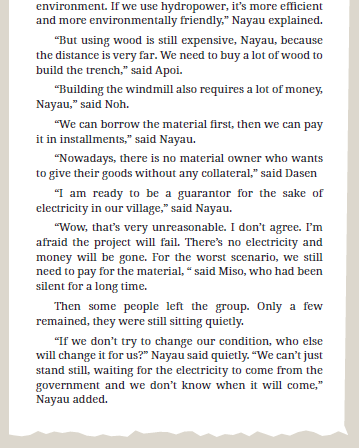 environment. If we use hydropower, it's more efficient
and more environmentally friendly," Nayau explained.
"But using wood is still expensive, Nayau, because
the distance is very far. We need to buy a lot of wood to
build the trench," said Apoi.
"Building the windmill also requires a lot of money,
Nayau," said Noh.
"We can borrow the material first, then we can pay
it in installments," said Nayau.
"Nowadays, there is no material owner who wants
to give their goods without any collateral," said Dasen
"I am ready to be a guarantor for the sake of
electricity in our village," said Nayau.
"Wow, that's very unreasonable. I don't agree. I'm
afraid the project will fail. There's no electricity and
money will be gone. For the worst scenario, we still
need to pay for the material, " said Miso, who had been
silent for a long time.
Then some people left the group. Only a few
remained, they were still sitting quietly.
"If we don't try to change our condition, who else
will change it for us?" Nayau said quietly. "We can't just
stand still, waiting for the electricity to come from the
government and we don't know when it will come,"
Nayau added.